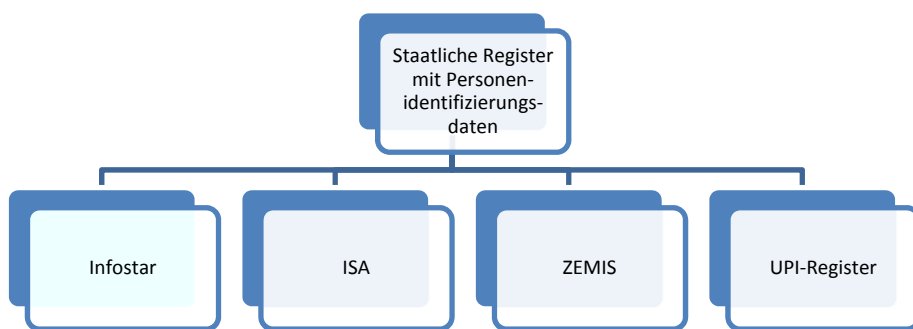 Staatliche Register
mit Personen-
identifizierungs-
daten
Infostar
ISA
ZEMIS
UPI-Register